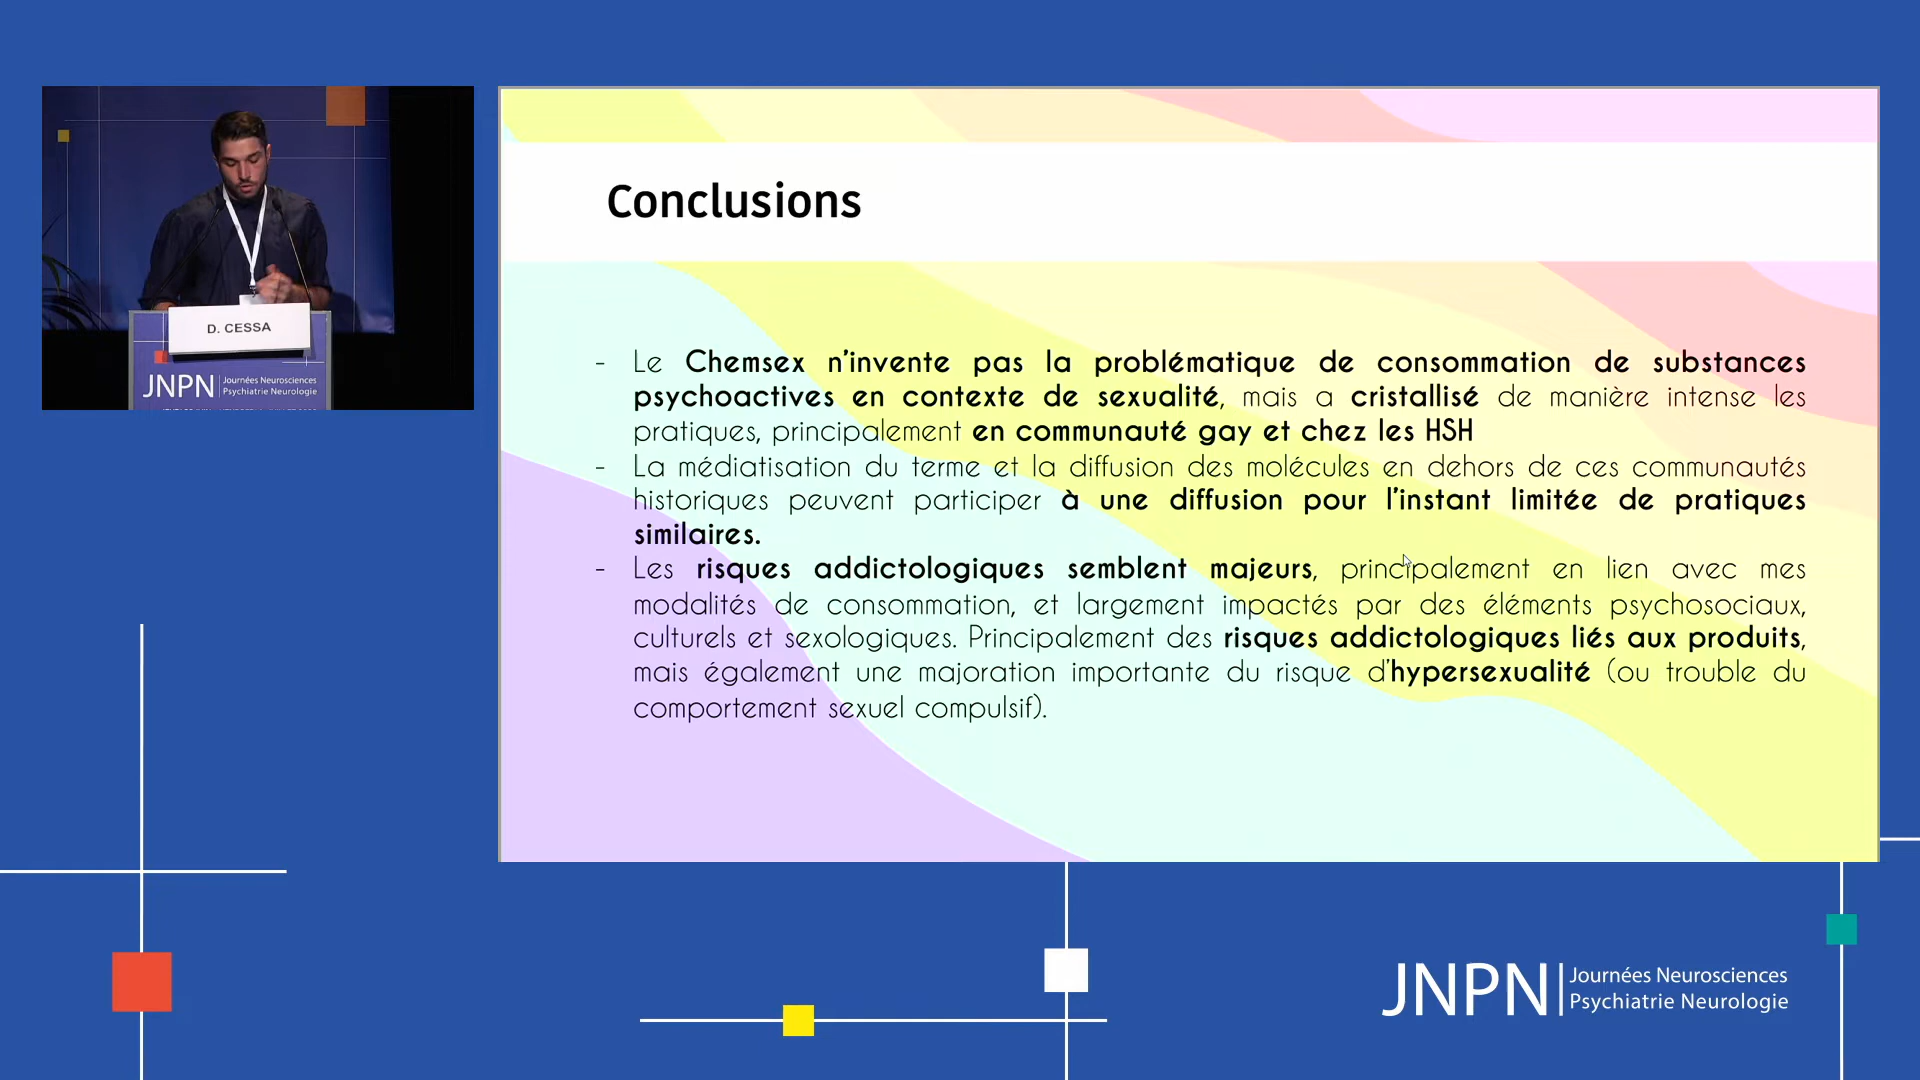 D. CESSA
JNPN
Journées Neurosciences
Psychiatrie Neurologie
Conclusions
- Le Chemsex n'invente pas la problématique de consommation de substances
psychoactives en contexte de sexualité, mais a cristallisé de manière intense les
pratiques, principalement en communauté gay et chez les HSH
- La médiatisation du terme et la diffusion des molécules en dehors de ces communautés
historiques peuvent participer à une diffusion pour l'instant limitée de pratiques
similaires.
- Les risques addictologiques semblent majeurs, principalement en lien avec mes
modalités de consommation, et largement impactés par des éléments psychosociaux,
culturels et sexologiques. Principalement des risques addictologiques liés aux produits,
mais également une majoration importante du risque d'hypersexualité (ou trouble du
comportement sexuel compulsif).
JNPN
Journées Neurosciences
Psychiatrie Neurologie